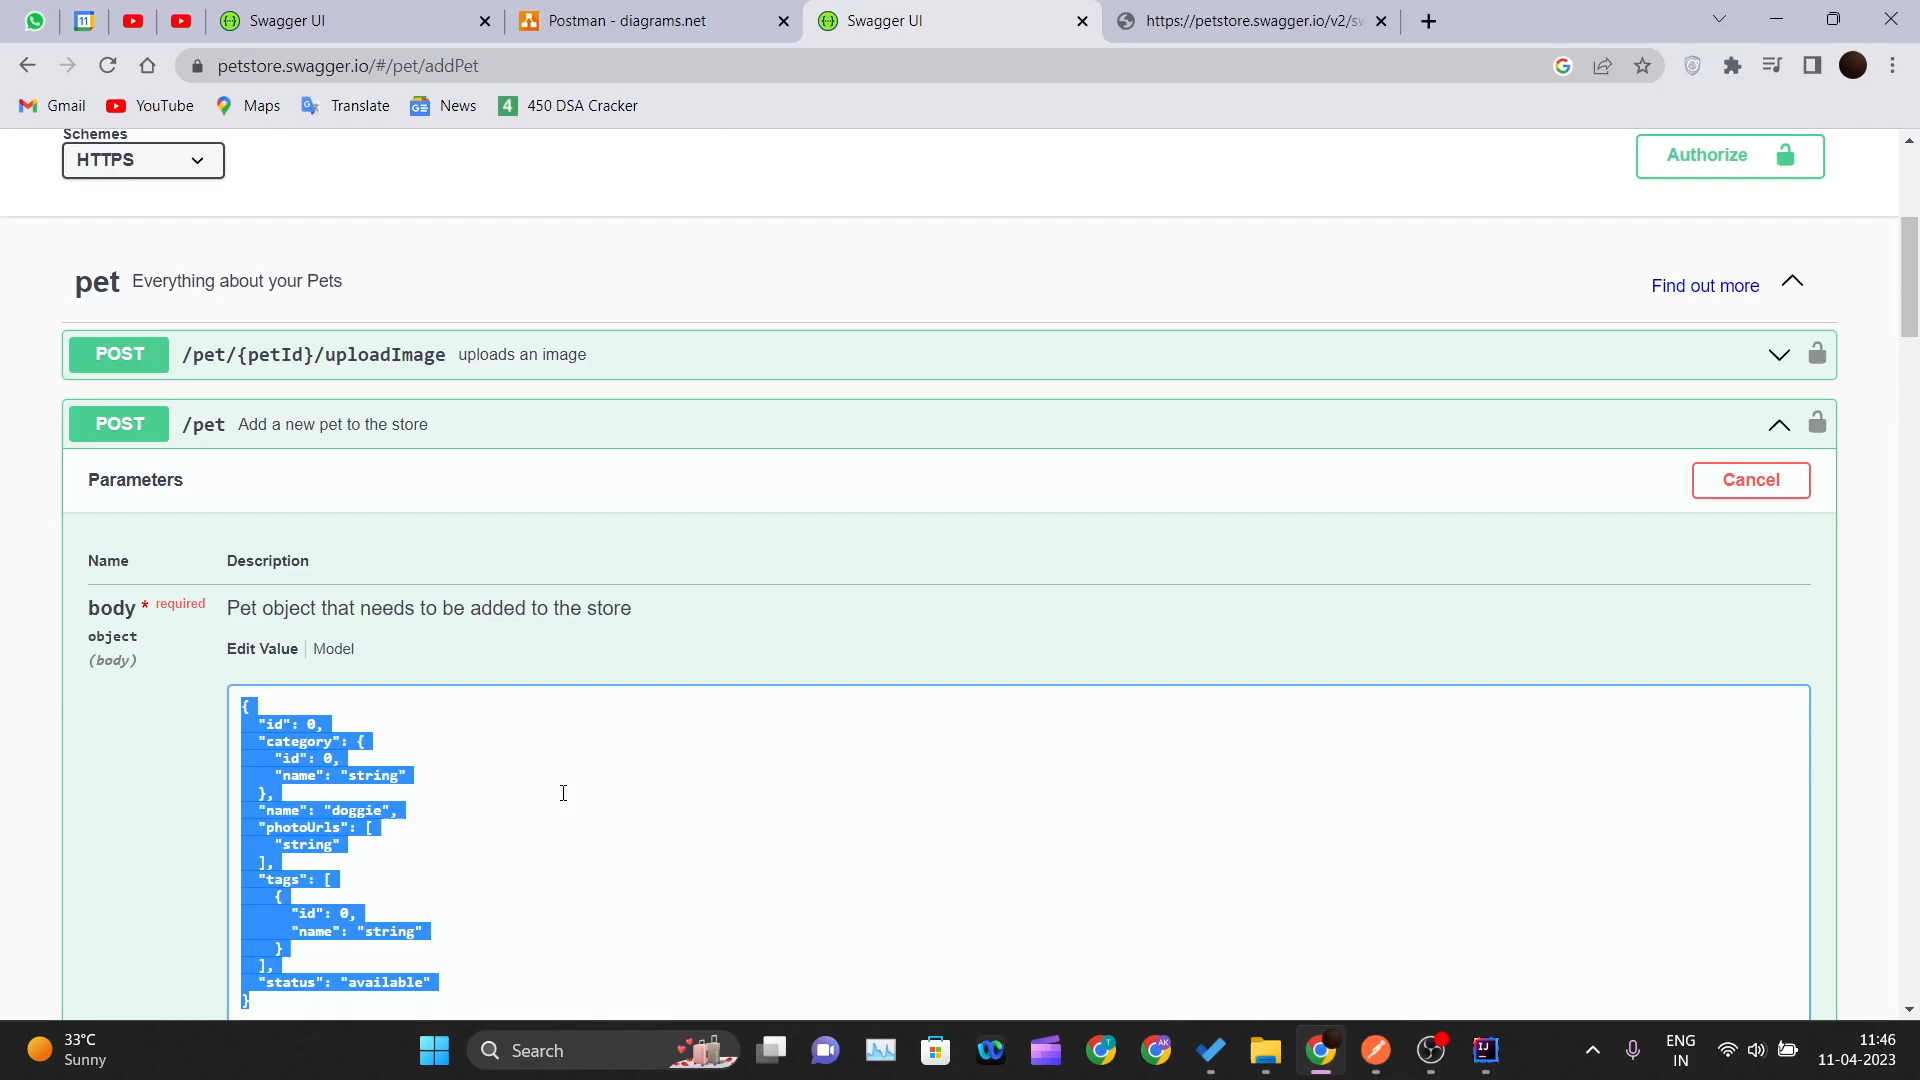 Swagger UI
Postman - diagrams.net
Swagger UI
https://petstore.swagger.io/v2/sw
petstore.swagger.io/#/pet/addPet
Gmail
YouTube
Maps
Translate
News
4 450 DSA Cracker
Schemes
HTTPS
Authorize
pet Everything about your Pets
Find out more
POST /pet/{petId}/uploadImage uploads an image
POST /pet Add a new pet to the store
Parameters
Cancel
Name Description
body * required Pet object that needs to be added to the store
object
(body)
Edit Value | Model
{
"id": 0,
"category": {
"id": 0,
"name": "string"
},
"name": "doggie",
"photoUrls": [
"string"
],
"tags": [
{
"id": 0,
"name": "string"
}
],
"status": "available"
}
33°C
Sunny
Search
ENG
IN
11:46
11-04-2023